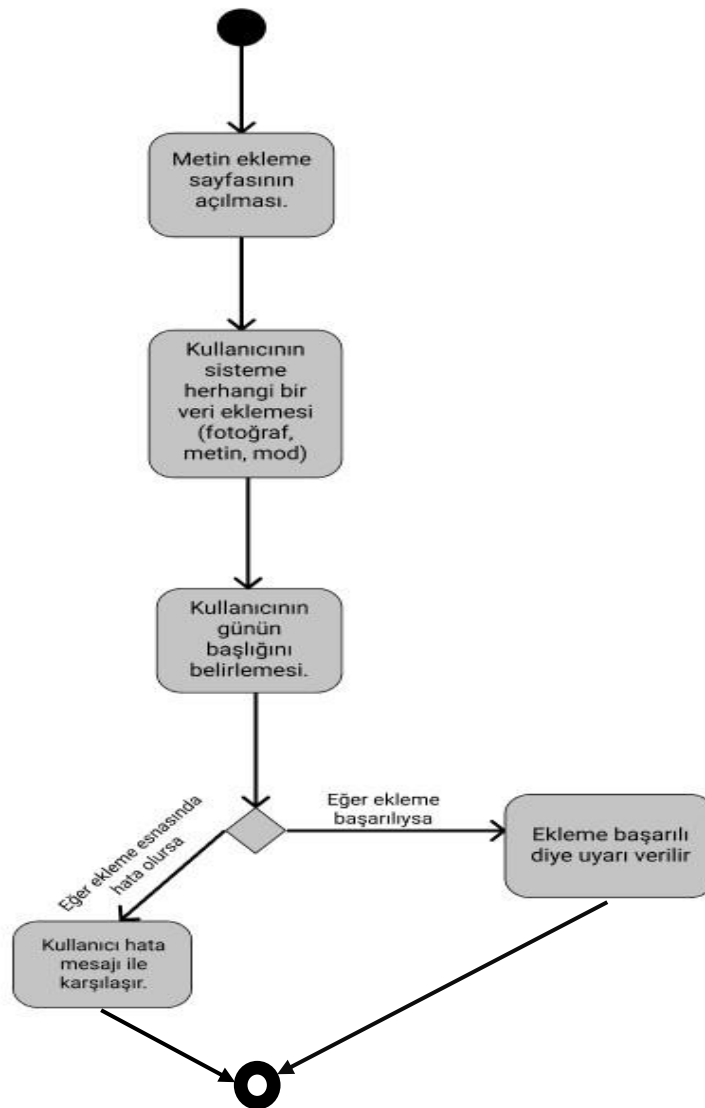 Metin ekleme
sayfasının
açılması.
Kullanıcının
sisteme
herhangi bir
veri eklemesi
(fotoğraf,
metin, mod)
Kullanıcının
günün
başlığını
belirlemesi.
Eğer ekleme esnasında
hata olursa
Eğer ekleme
başarılıysa
Ekleme başarılı
diye uyarı verilir
Kullanıcı hata
mesajı ile
karşılaşır.